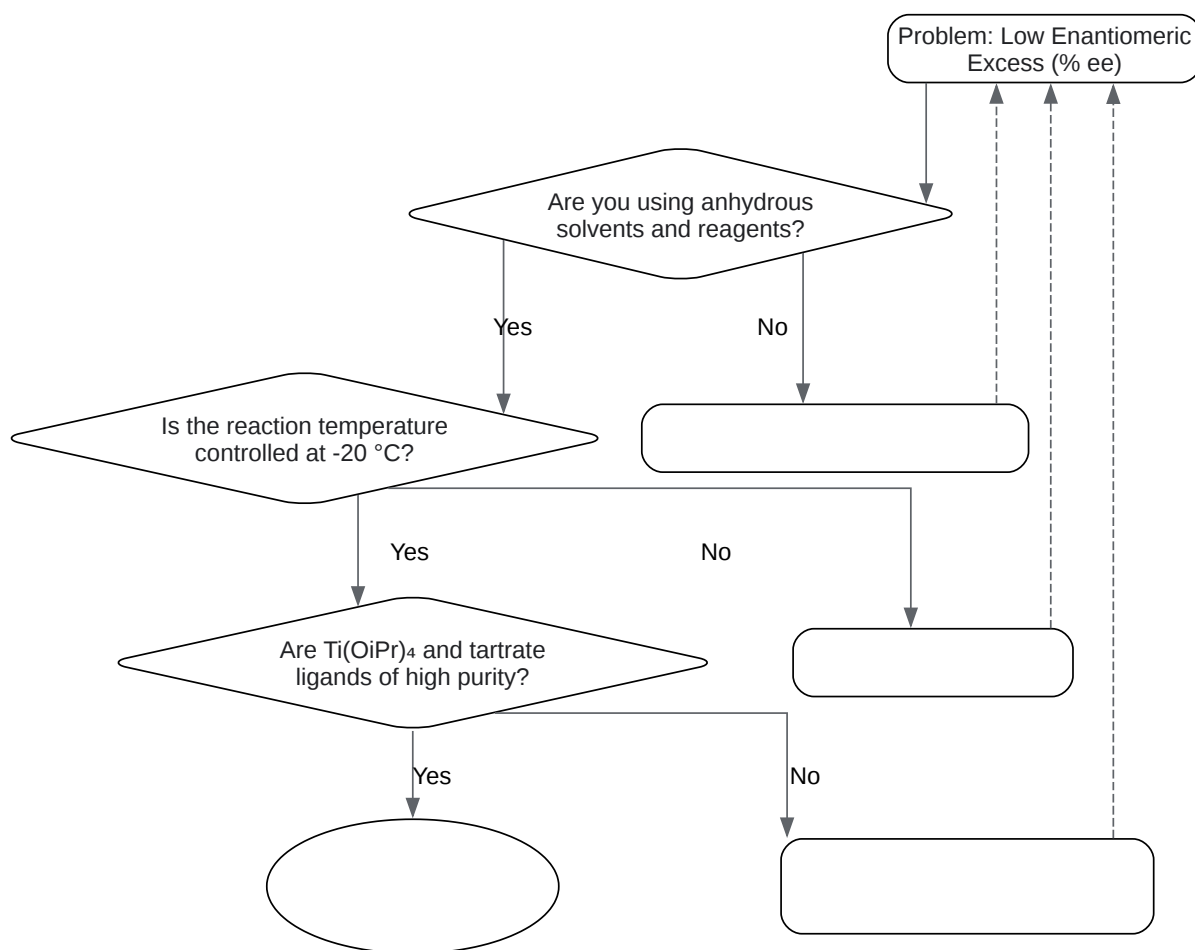 Problem: Low Enantiomeric
Excess (% ee)
Are you using anhydrous
solvents and reagents?
Yes
No
Is the reaction temperature
controlled at -20 °C?
Yes
No
Are Ti(OiPr)₄ and tartrate
ligands of high purity?
Yes
No